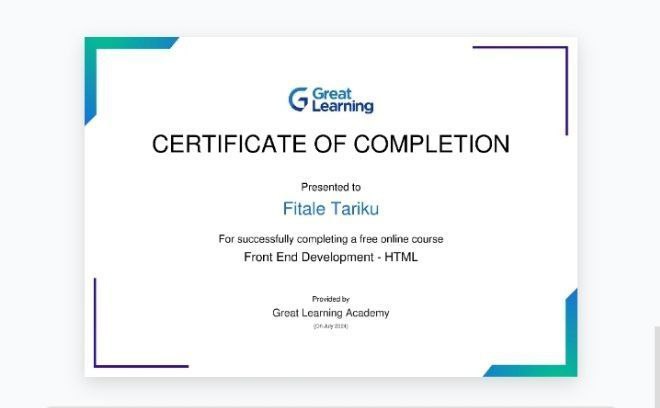 Great
Learning
CERTIFICATE OF COMPLETION
Presented to
Fitale Tariku
For successfully completing a free online course
Front End Development - HTML
Provided by
Great Learning Academy
(On July 2024)